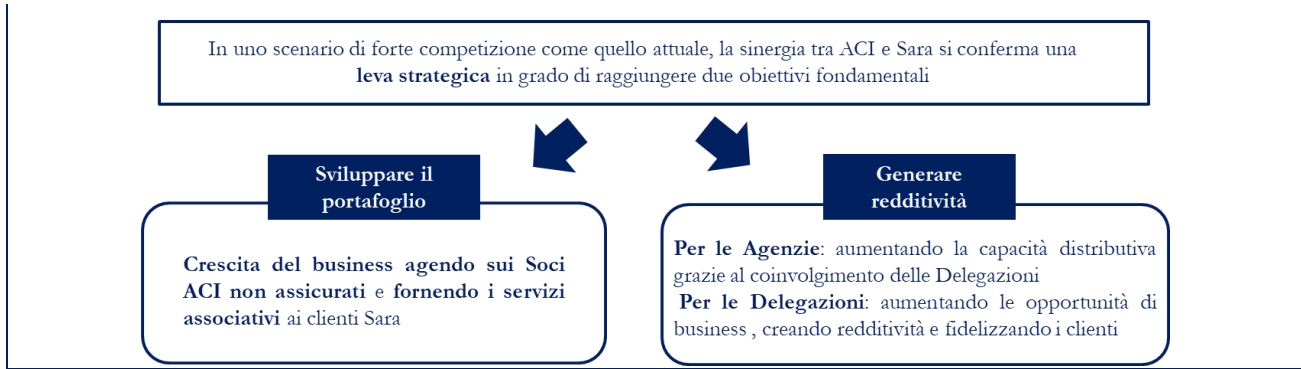 In uno scenario di forte competizione come quello attuale, la sinergia tra ACI e Sara si conferma una
leva strategica in grado di raggiungere due obiettivi fondamentali
Sviluppare il
portafoglio
Crescita del business agendo sui Soci
ACI non assicurati e fornendo i servizi
associativi ai clienti Sara
Generare
redditività
Per le Agenzie: aumentando la capacità distributiva
grazie al coinvolgimento delle Delegazioni
Per le Delegazioni: aumentando le opportunità di
business , creando redditività e fidelizzando i clienti